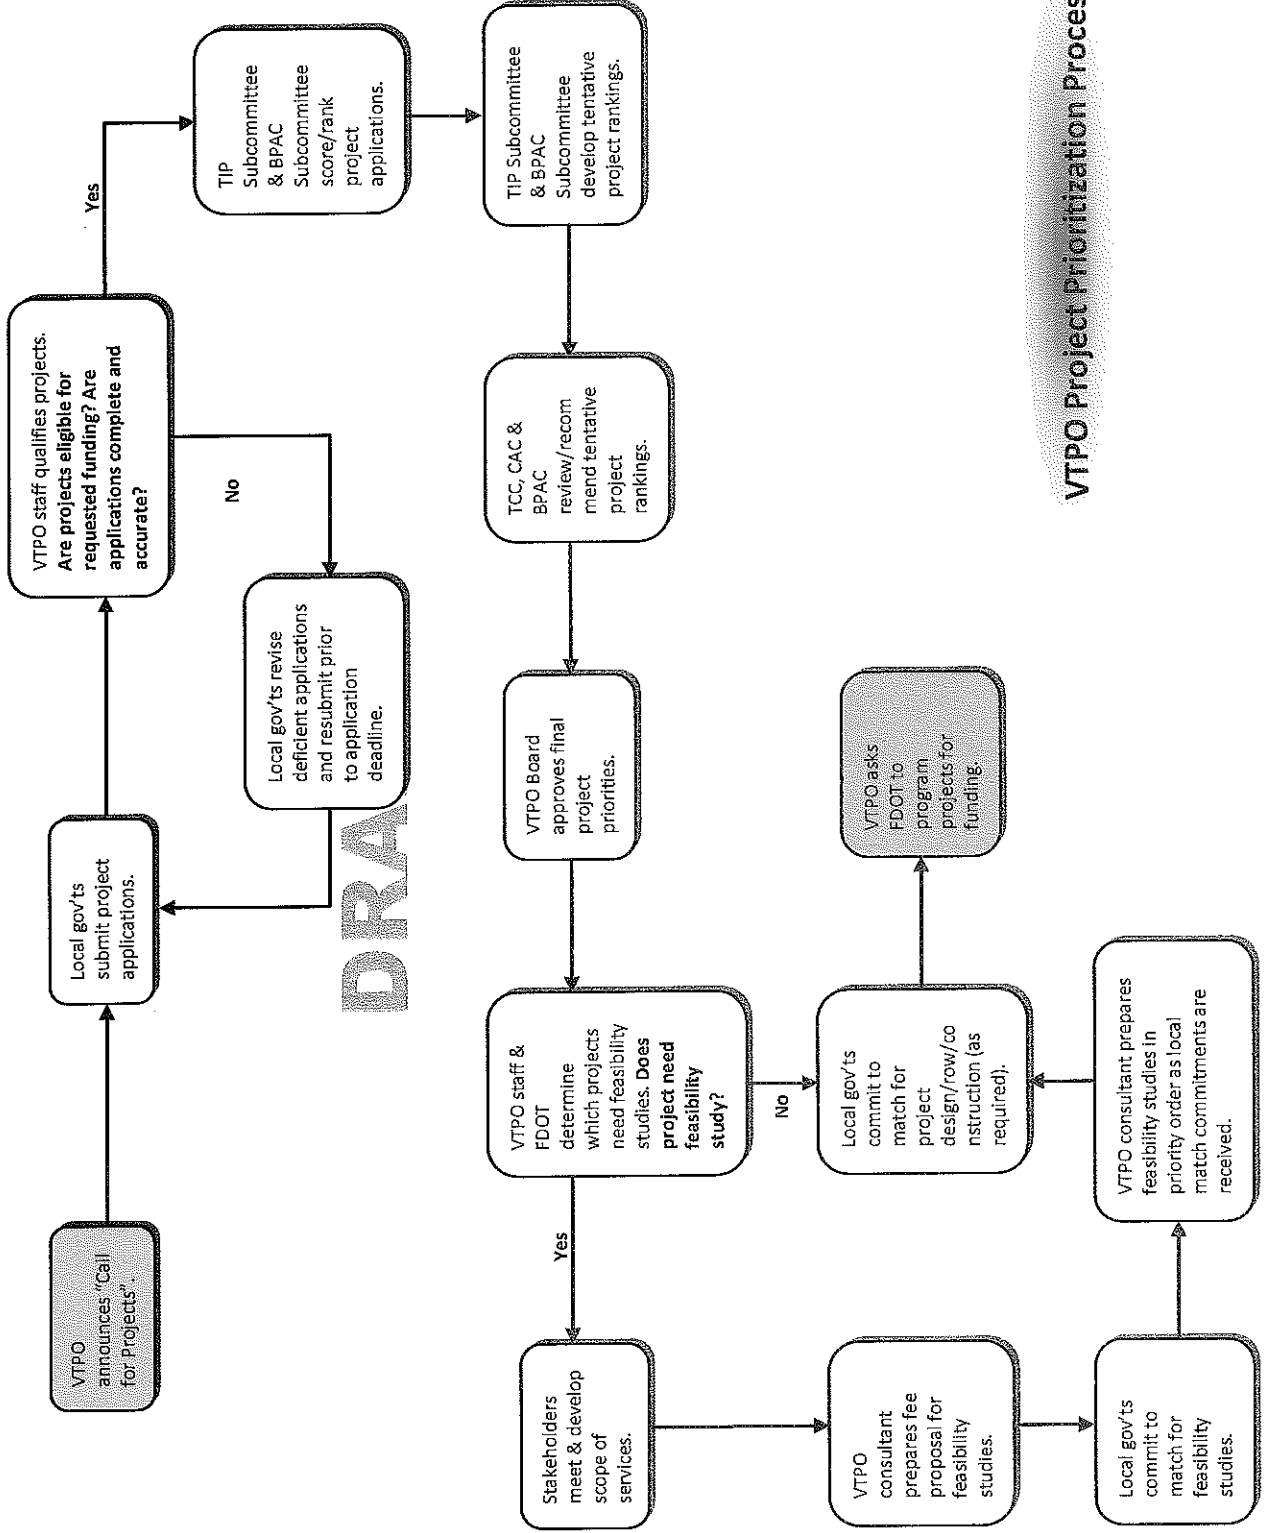 VTPO
announces "Call
for Projects".
Local gov'ts
submit project
applications.
VTPO staff qualifies projects.
Are projects eligible for
requested funding? Are
applications complete and
accurate?
Yes
No
Local gov'ts revise
deficient applications
and resubmit prior
to application
deadline.
TIP
Subcommittee
& BPAC
Subcommittee
score/rank
project
applications.
TIP Subcommittee
& BPAC
Subcommittee
develop tentative
project rankings.
TCC, CAC &
BPAC
review/recom
mend tentative
project
rankings.
VTPO Board
approves final
project
priorities.
VTPO staff &
FDOT
determine
which projects
need feasibility
studies. Does
project need
feasibility
study?
Yes
No
Stakeholders
meet & develop
scope of
services.
VTPO
consultant
prepares fee
proposal for
feasibility
studies.
Local gov'ts
commit to
match for
feasibility
studies.
VTPO consultant prepares
feasibility studies in
priority order as local
match commitments are
received.
Local gov'ts
commit to
match for
project
design/row/co
nstruction (as
required).
VTPO asks
FDOT to
program
projects for
funding.
DRA
VTPO Project Prioritization Proces